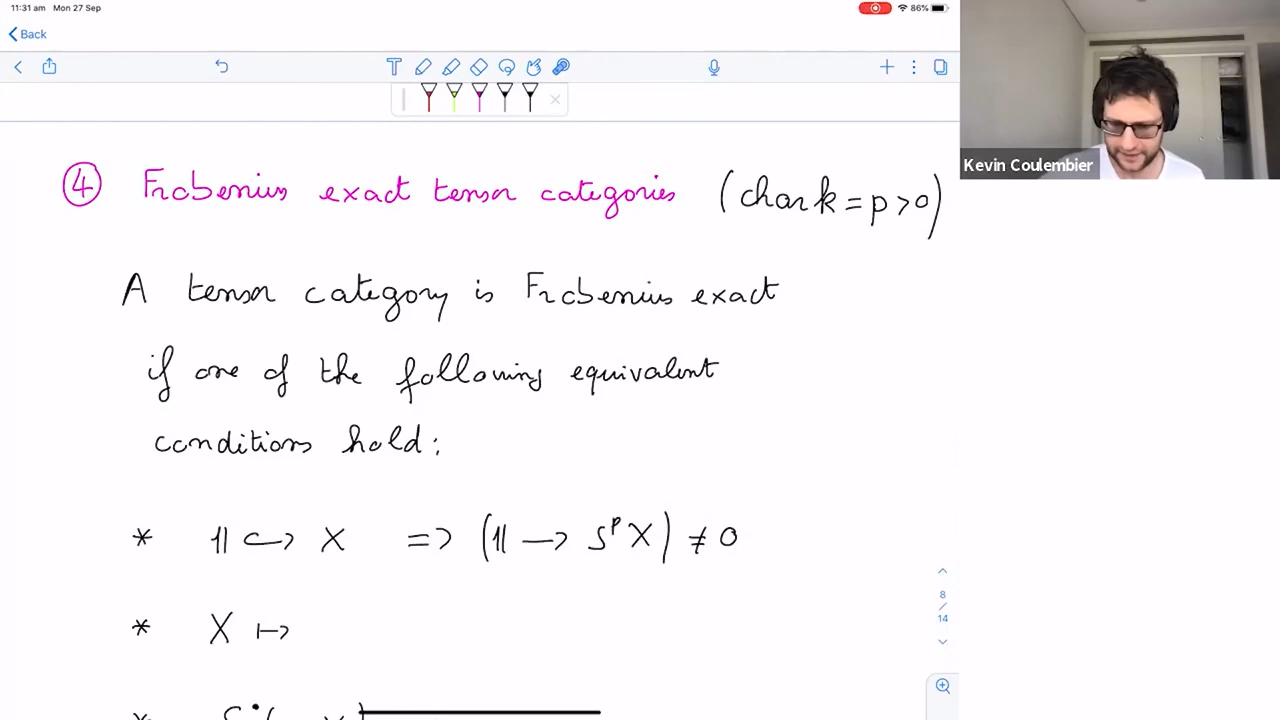 11:31 am Mon 27 Sep
86%
Back
Kevin Coulembier
④ Frobenius exact tensor categories (char k = p > 0)
A tensor category is Frobenius exact
if one of the following equivalent
conditions hold:
* 𝟙 ↪ X => (𝟙 → SᵖX) ≠ 0
* X ↦
8
/
14